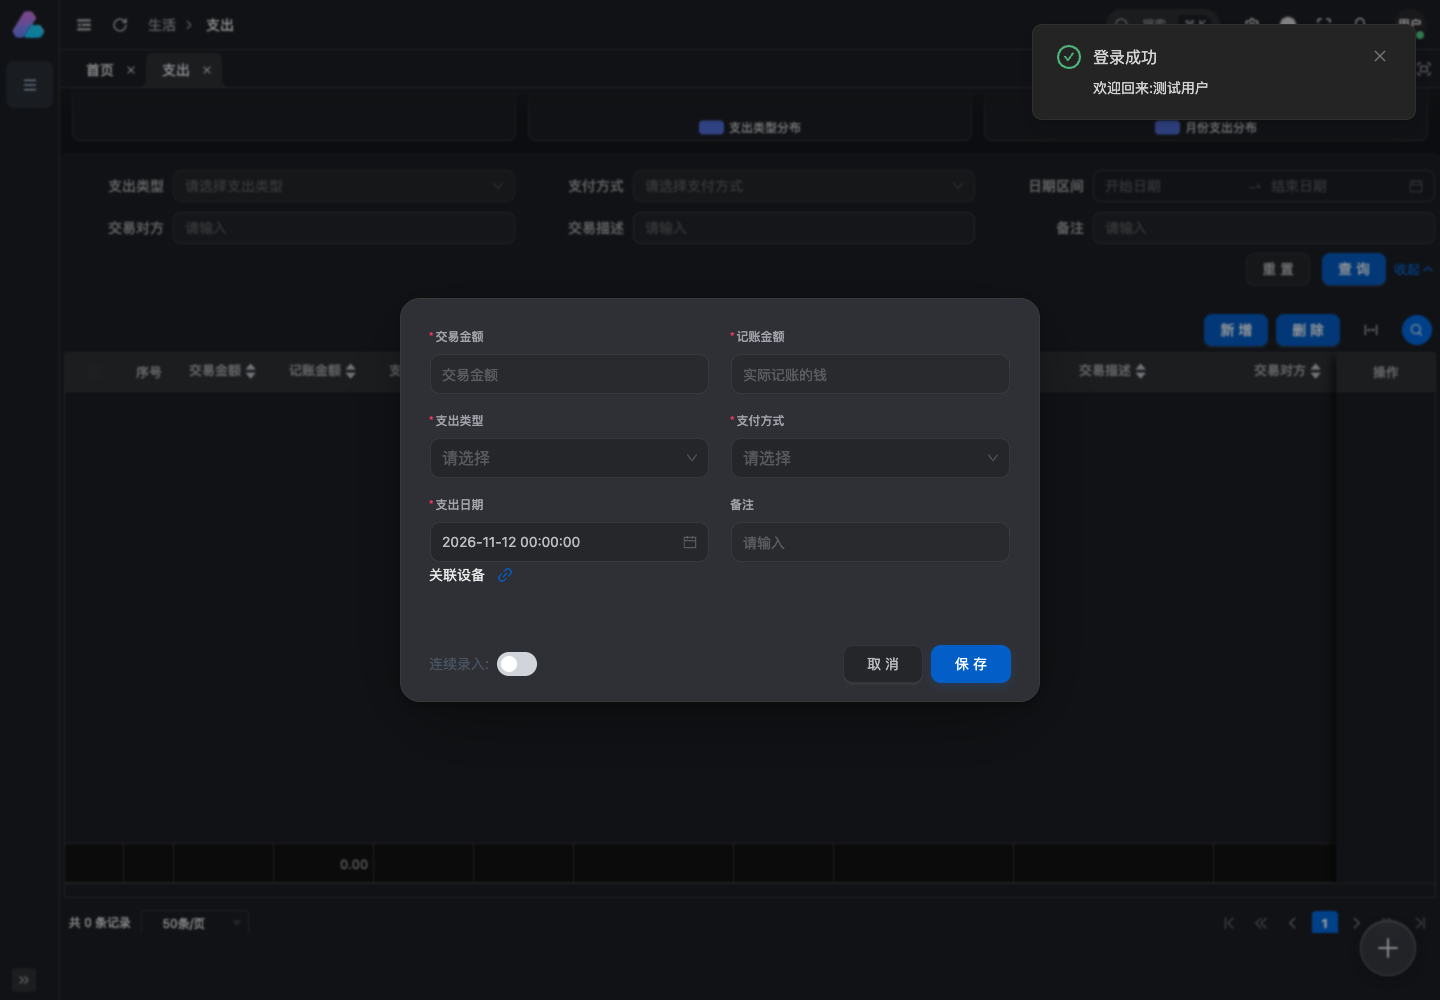 生活 > 支出
首页 × 支出 ×
登录成功
欢迎回来:测试用户
支出类型分布
月份支出分布
支出类型 请选择支出类型
支付方式 请选择支付方式
日期区间 开始日期 → 结束日期
交易对方 请输入
交易描述 请输入
备注 请输入
重 置 查 询 收起
新 增 删 除
序号 交易金额 记账金额 支 交易描述 交易对方 操作
*交易金额
交易金额
*记账金额
实际记账的钱
*支出类型
请选择
*支付方式
请选择
*支出日期
2026-11-12 00:00:00
备注
请输入
关联设备
连续录入:
取 消 保 存
0.00
共 0 条记录 50条/页 1